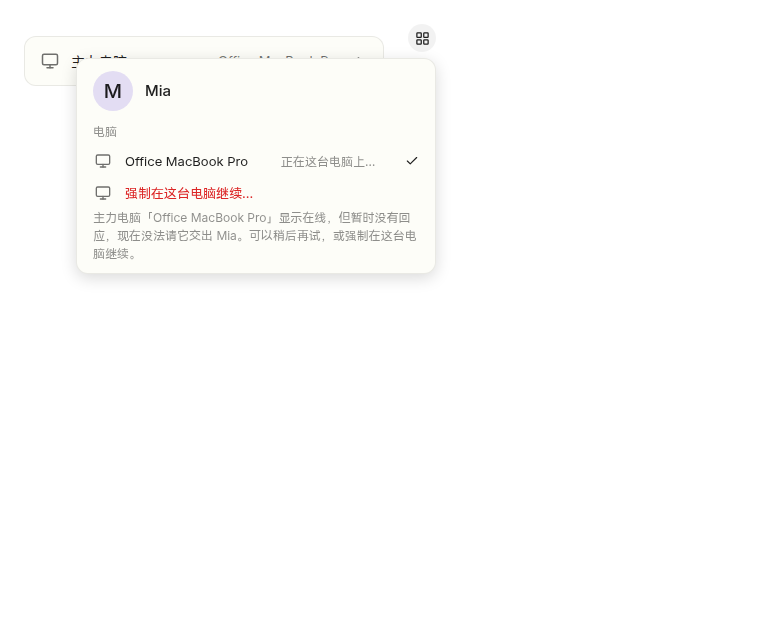 M
Mia
电脑
Office MacBook Pro 正在这台电脑上...
强制在这台电脑继续...
主力电脑「Office MacBook Pro」显示在线，但暂时没有回
应，现在没法请它交出 Mia。可以稍后再试，或强制在这台电
脑继续。